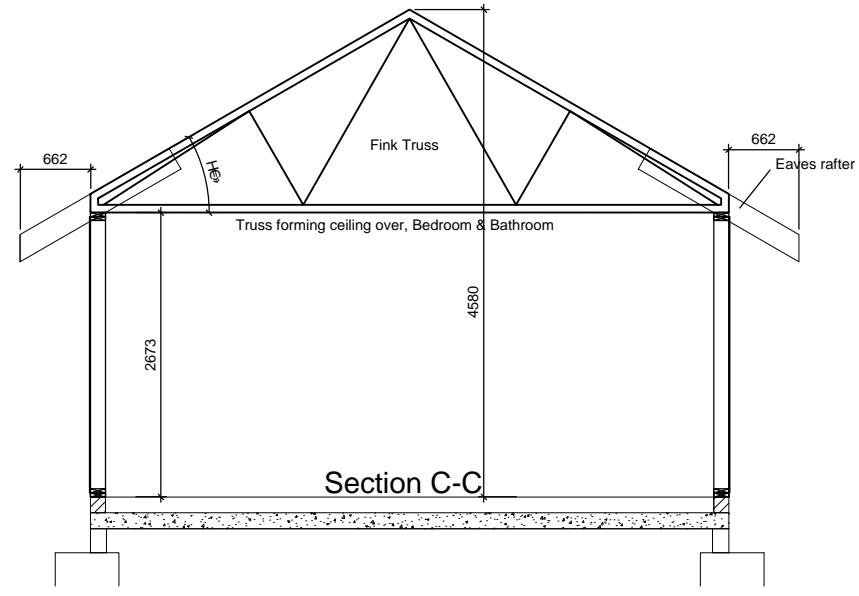 662
Fink Truss
662
Eaves rafter
Truss forming ceiling over, Bedroom & Bathroom
4580
2673
Section C-C